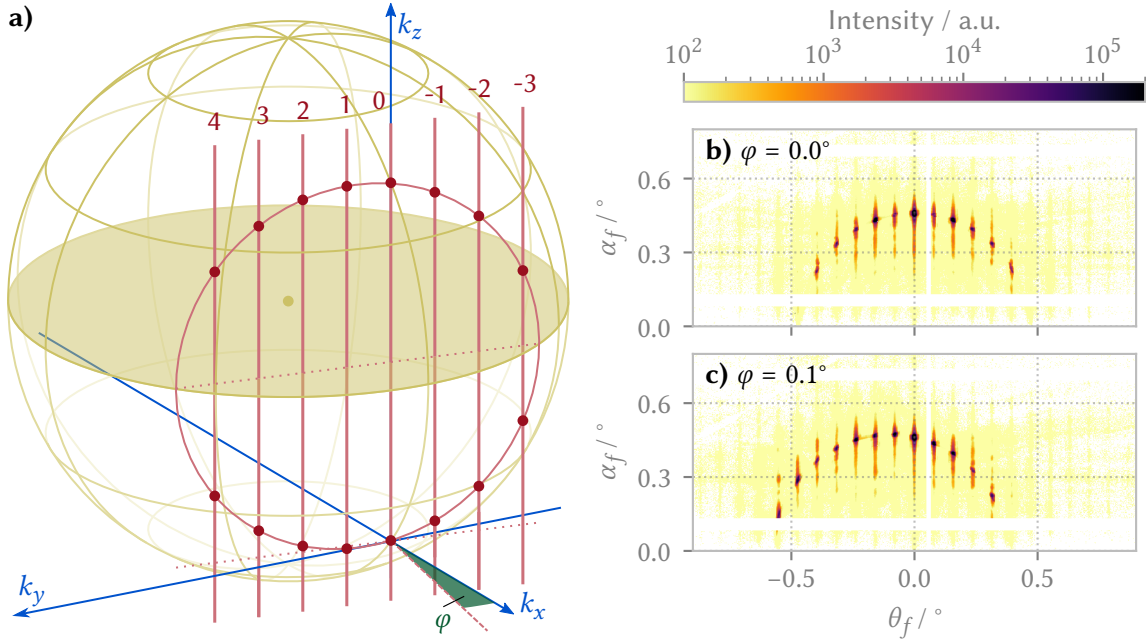 a)
k_z
4 3 2 1 0 -1 -2 -3
k_y
φ
k_x
Intensity / a.u.
10^2 10^3 10^4 10^5
b) φ = 0.0°
0.6
0.3
0.0
α_f / °
c) φ = 0.1°
0.6
0.3
0.0
α_f / °
−0.5 0.0 0.5
θ_f / °